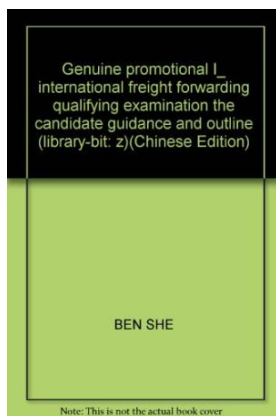 Genuine promotional I_
international freight forwarding
qualifying examination the
candidate guidance and outline
(library-bit: z)(Chinese Edition)
BEN SHE
Note: This is not the actual book cover